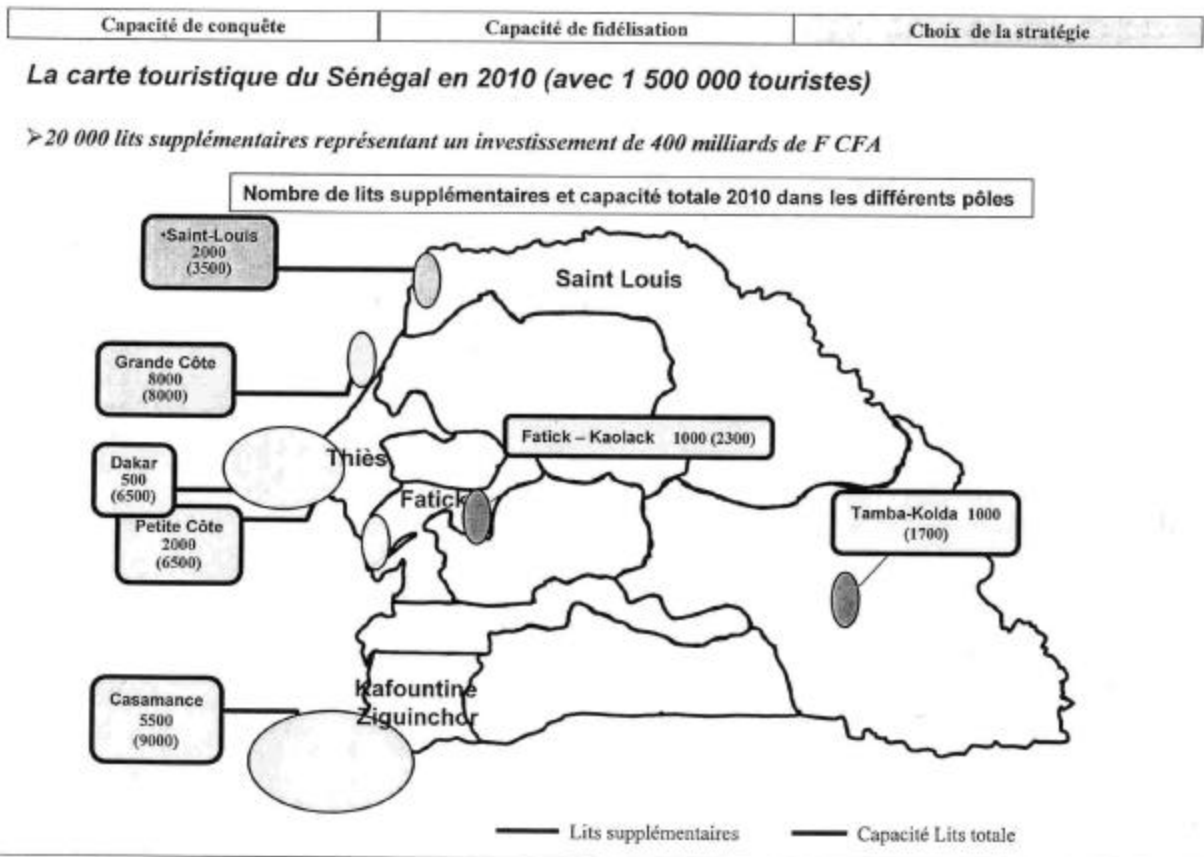 Capacité de conquête
Capacité de fidélisation
Choix de la stratégie
La carte touristique du Sénégal en 2010 (avec 1 500 000 touristes)
➢20 000 lits supplémentaires représentant un investissement de 400 milliards de F CFA
Nombre de lits supplémentaires et capacité totale 2010 dans les différents pôles
•Saint-Louis
2000
(3500)
Saint Louis
Grande Côte
8000
(8000)
Fatick – Kaolack 1000 (2300)
Thiès
Dakar
500
(6500)
Fatick
Petite Côte
2000
(6500)
Tamba-Kolda 1000
(1700)
Casamance
5500
(9000)
Kafountine
Ziguinchor
Lits supplémentaires
Capacité Lits totale